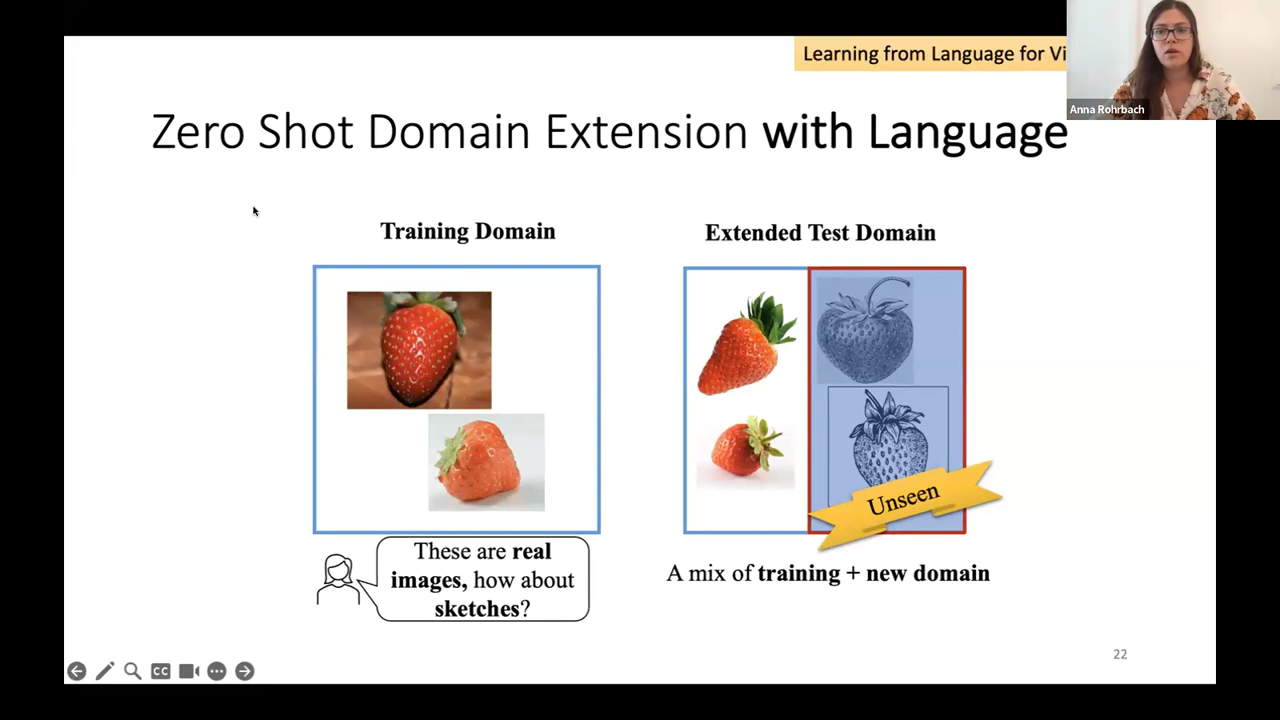 Learning from Language for Vi
Anna Rohrbach
Zero Shot Domain Extension with Language
Training Domain
Extended Test Domain
Unseen
These are real
images, how about
sketches?
A mix of training + new domain
22
CC